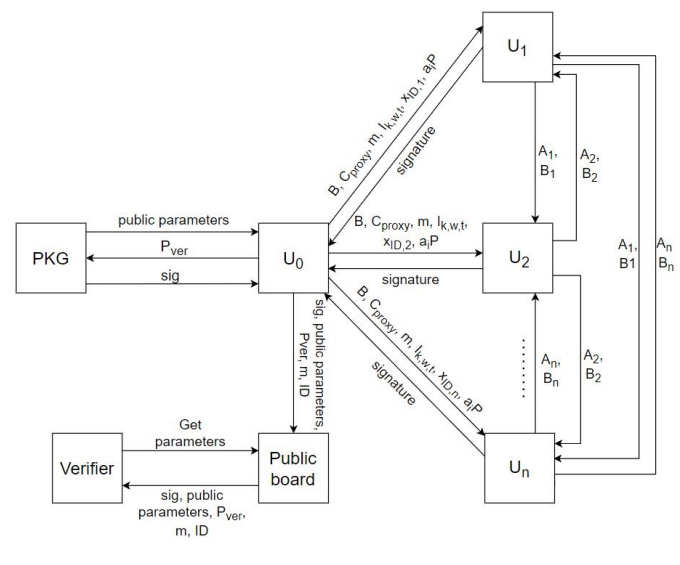 U1
B, Cproxy, m, Ik,w,t, xID,1, aiP
signature
A1,
B1
A2,
B2
A1,
B1
An
Bn
public parameters
PKG
Pver
sig
U0
B, Cproxy, m, Ik,w,t,
xID,2, aiP
signature
U2
sig, public parameters,
Pver, m, ID
B, Cproxy, m, Ik,w,t, xID,n, aiP
signature
An,
Bn
A2,
B2
Verifier
Get
parameters
sig, public
parameters, Pver,
m, ID
Public
board
Un